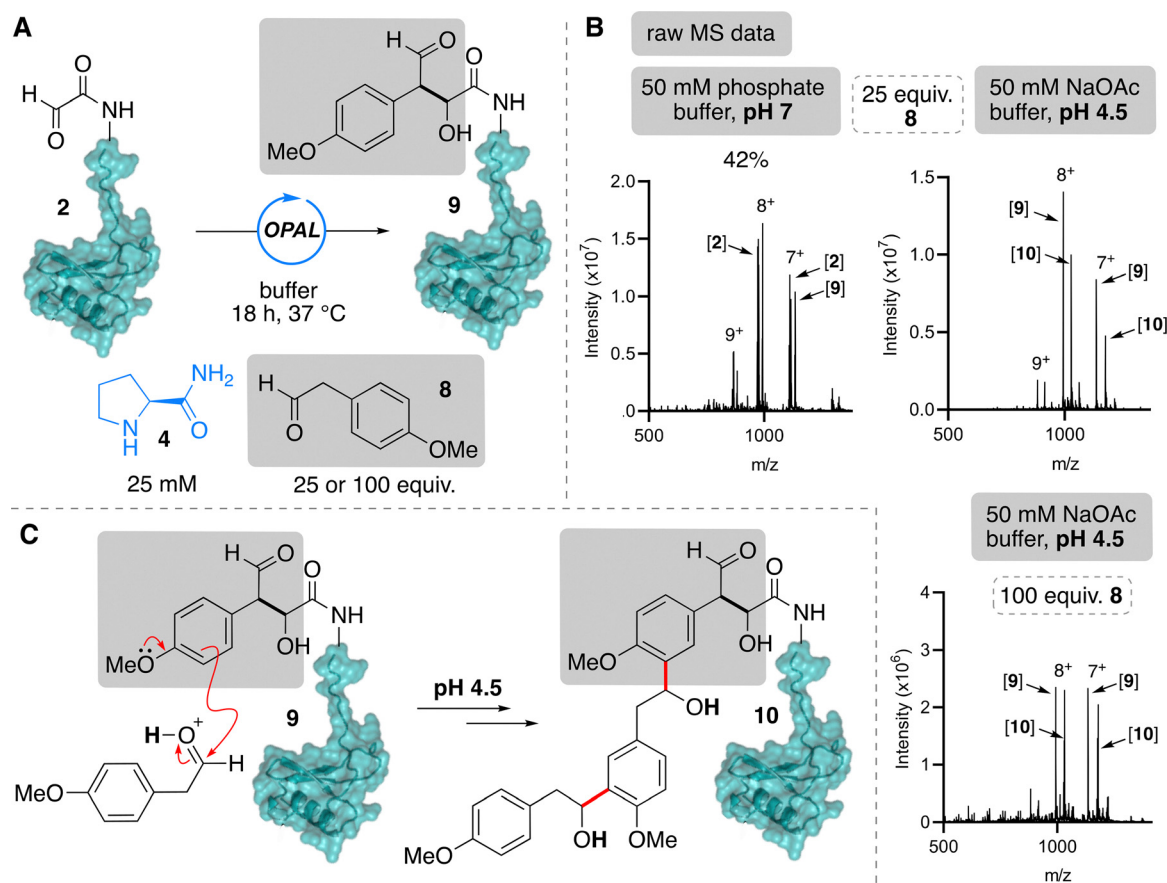 A
H
O
O
NH
2
OPAL
buffer
18 h, 37 °C
H
O
O
NH
OH
MeO
9
NH2
N
H
O
4
25 mM
H
O
8
OMe
25 or 100 equiv.
B
raw MS data
50 mM phosphate
buffer, pH 7
25 equiv.
8
50 mM NaOAc
buffer, pH 4.5
42%
2.0
1.5
1.0
0.5
.0
Intensity (x10⁷)
[2]
8+
7+
[2]
[9]
9+
500
1000
m/z
1.5
1.0
0.5
0
Intensity (x10⁷)
8+
[9]
[10]
7+
[9]
[10]
9+
500
1000
m/z
50 mM NaOAc
buffer, pH 4.5
100 equiv. 8
4
3
2
1
0
Intensity (x10⁶)
8+
7+
[9]
[9]
[10]
[10]
500
1000
m/z
C
H
O
O
NH
OH
MeO
9
H-O+
H
MeO
pH 4.5
H
O
O
NH
OH
MeO
OH
10
OH
OMe
MeO